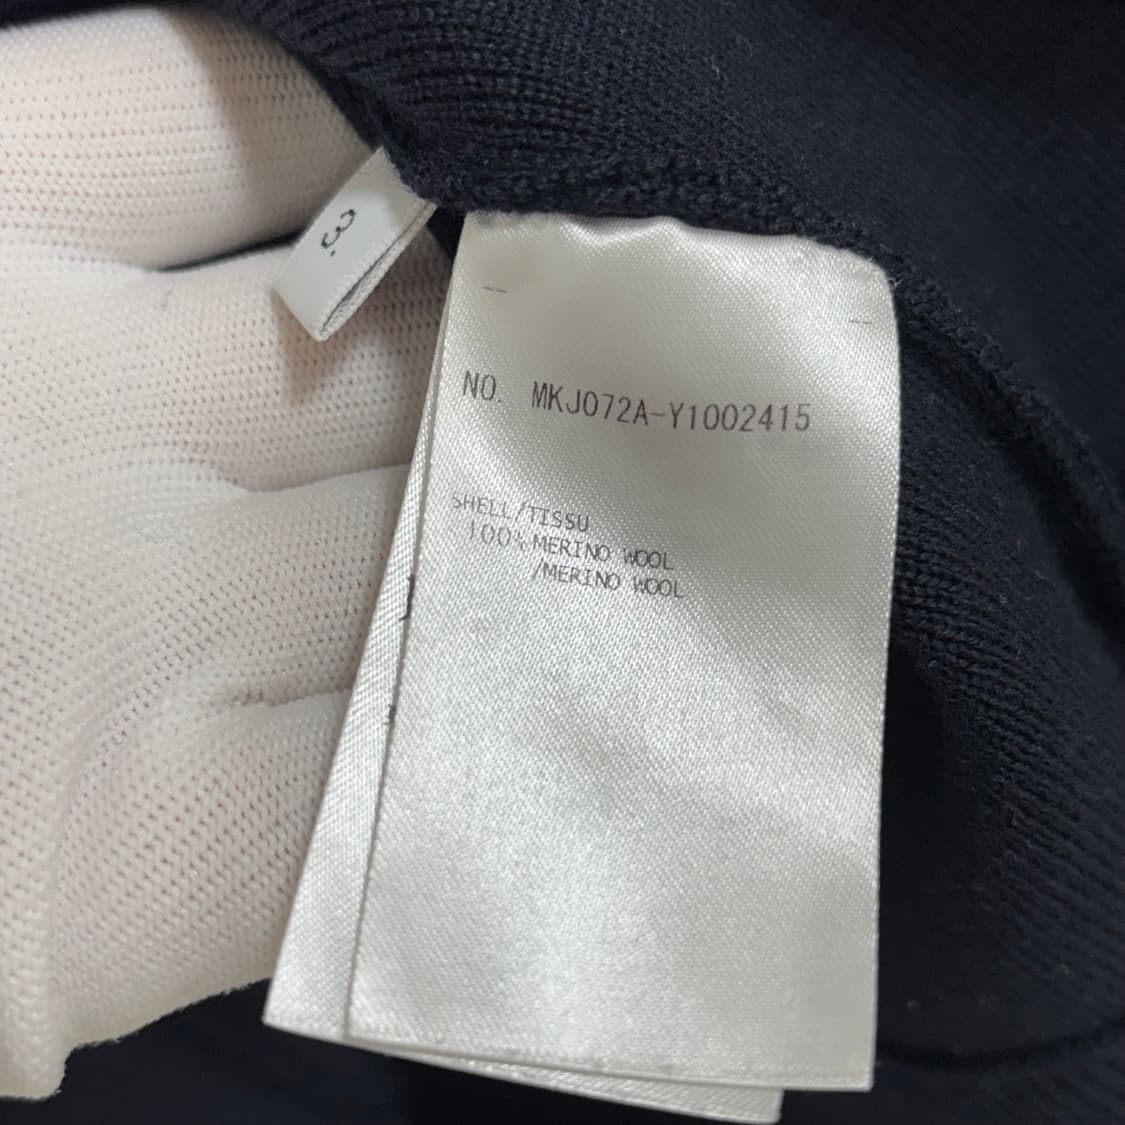 3.
NO. MKJ072A-Y1002415
SHELL/TISSU
100% MERINO WOOL
/MERINO WOOL